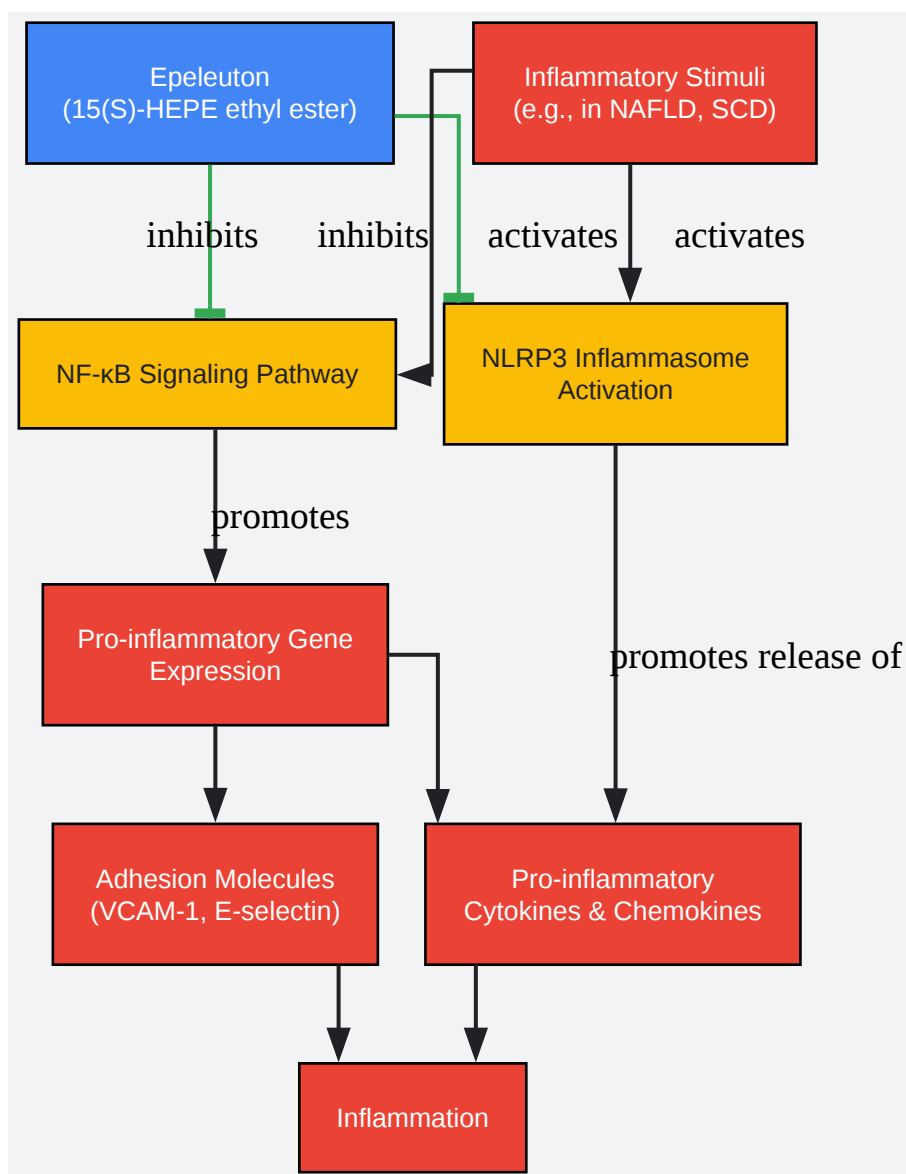 Epeleuton
(15(S)-HEPE ethyl ester)
Inflammatory Stimuli
(e.g., in NAFLD, SCD)
inhibits
inhibits
activates
activates
NF-κB Signaling Pathway
NLRP3 Inflammasome
Activation
promotes
Pro-inflammatory Gene
Expression
promotes release of
Adhesion Molecules
(VCAM-1, E-selectin)
Pro-inflammatory
Cytokines & Chemokines
Inflammation